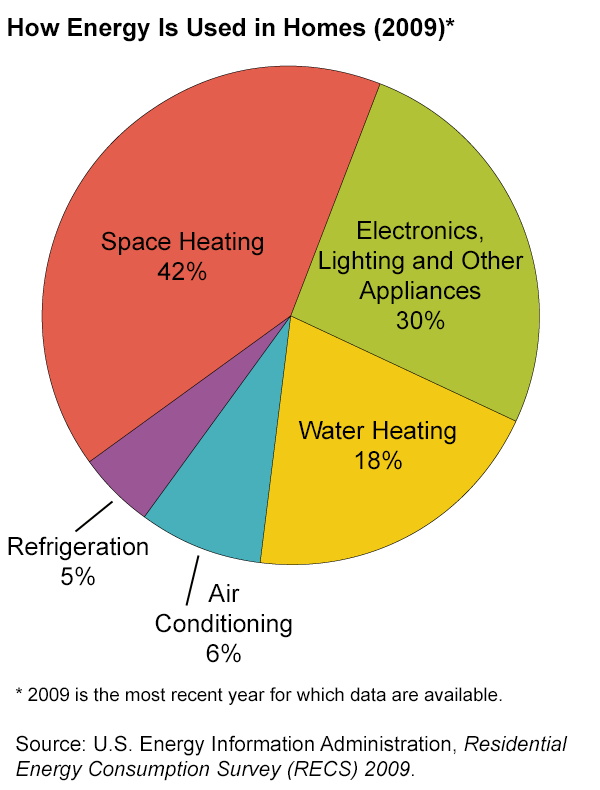 How Energy Is Used in Homes (2009)*
Space Heating
42%
Electronics,
Lighting and Other
Appliances
30%
Water Heating
18%
Refrigeration
5%
Air
Conditioning
6%
* 2009 is the most recent year for which data are available.
Source: U.S. Energy Information Administration, Residential
Energy Consumption Survey (RECS) 2009.